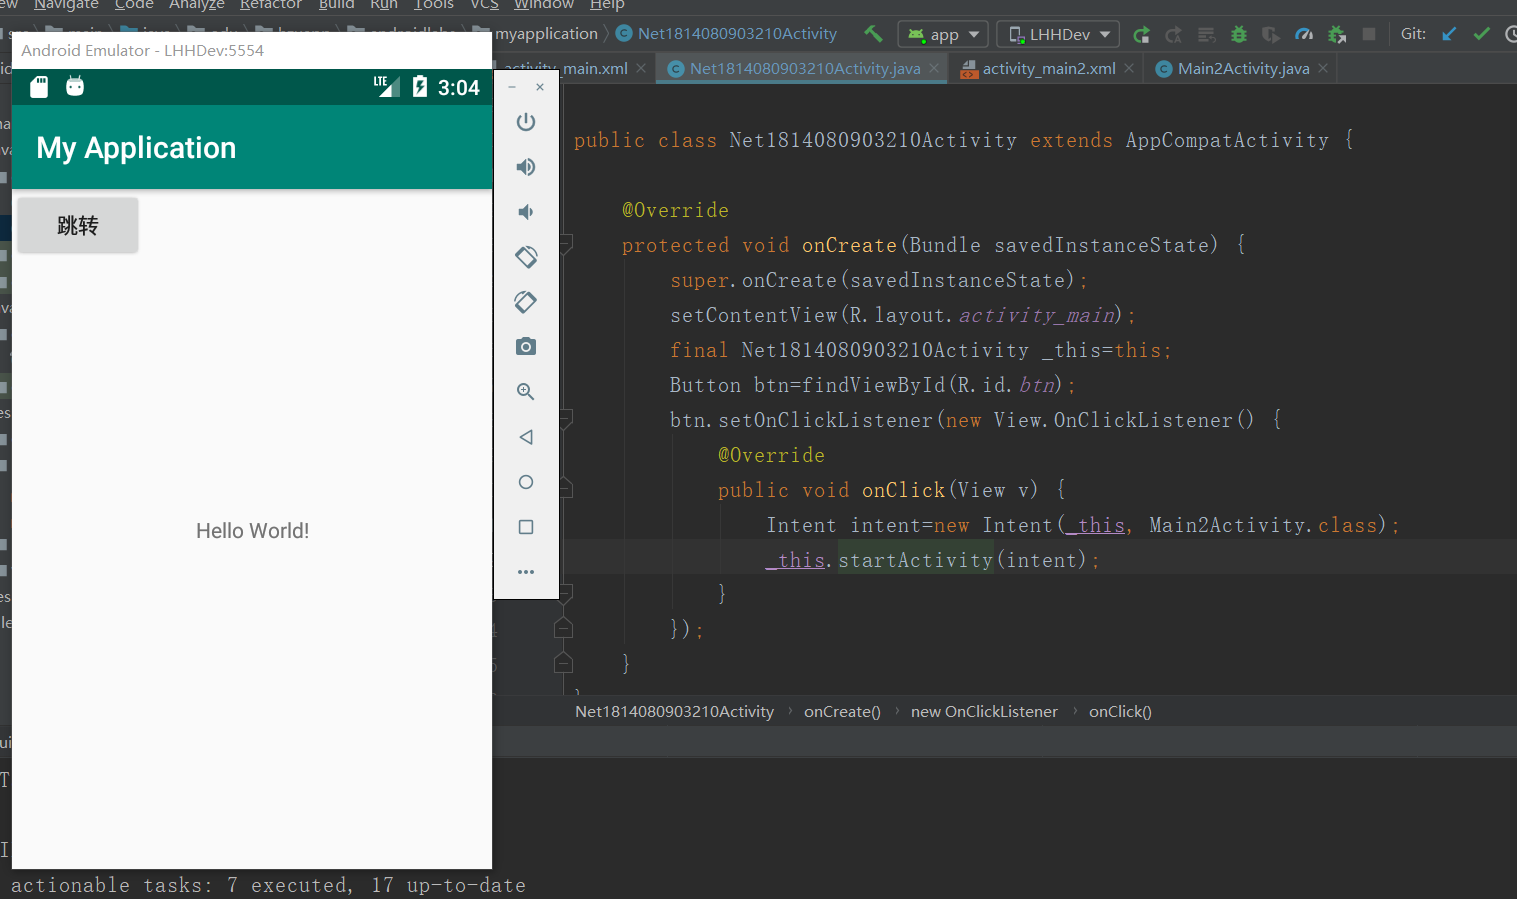 Navigate Code Analyze Refactor Build Run Tools VCS Window Help
myapplication Net1814080903210Activity app LHHDev Git:
Android Emulator - LHHDev:5554
activity_main.xml Net1814080903210Activity.java activity_main2.xml Main2Activity.java
LTE 3:04
My Application
跳转
Hello World!
public class Net1814080903210Activity extends AppCompatActivity {
@Override
protected void onCreate(Bundle savedInstanceState) {
super.onCreate(savedInstanceState);
setContentView(R.layout.activity_main);
final Net1814080903210Activity _this=this;
Button btn=findViewById(R.id.btn);
btn.setOnClickListener(new View.OnClickListener() {
@Override
public void onClick(View v) {
Intent intent=new Intent(_this, Main2Activity.class);
_this.startActivity(intent);
}
});
}
Net1814080903210Activity onCreate() new OnClickListener onClick()
actionable tasks: 7 executed, 17 up-to-date